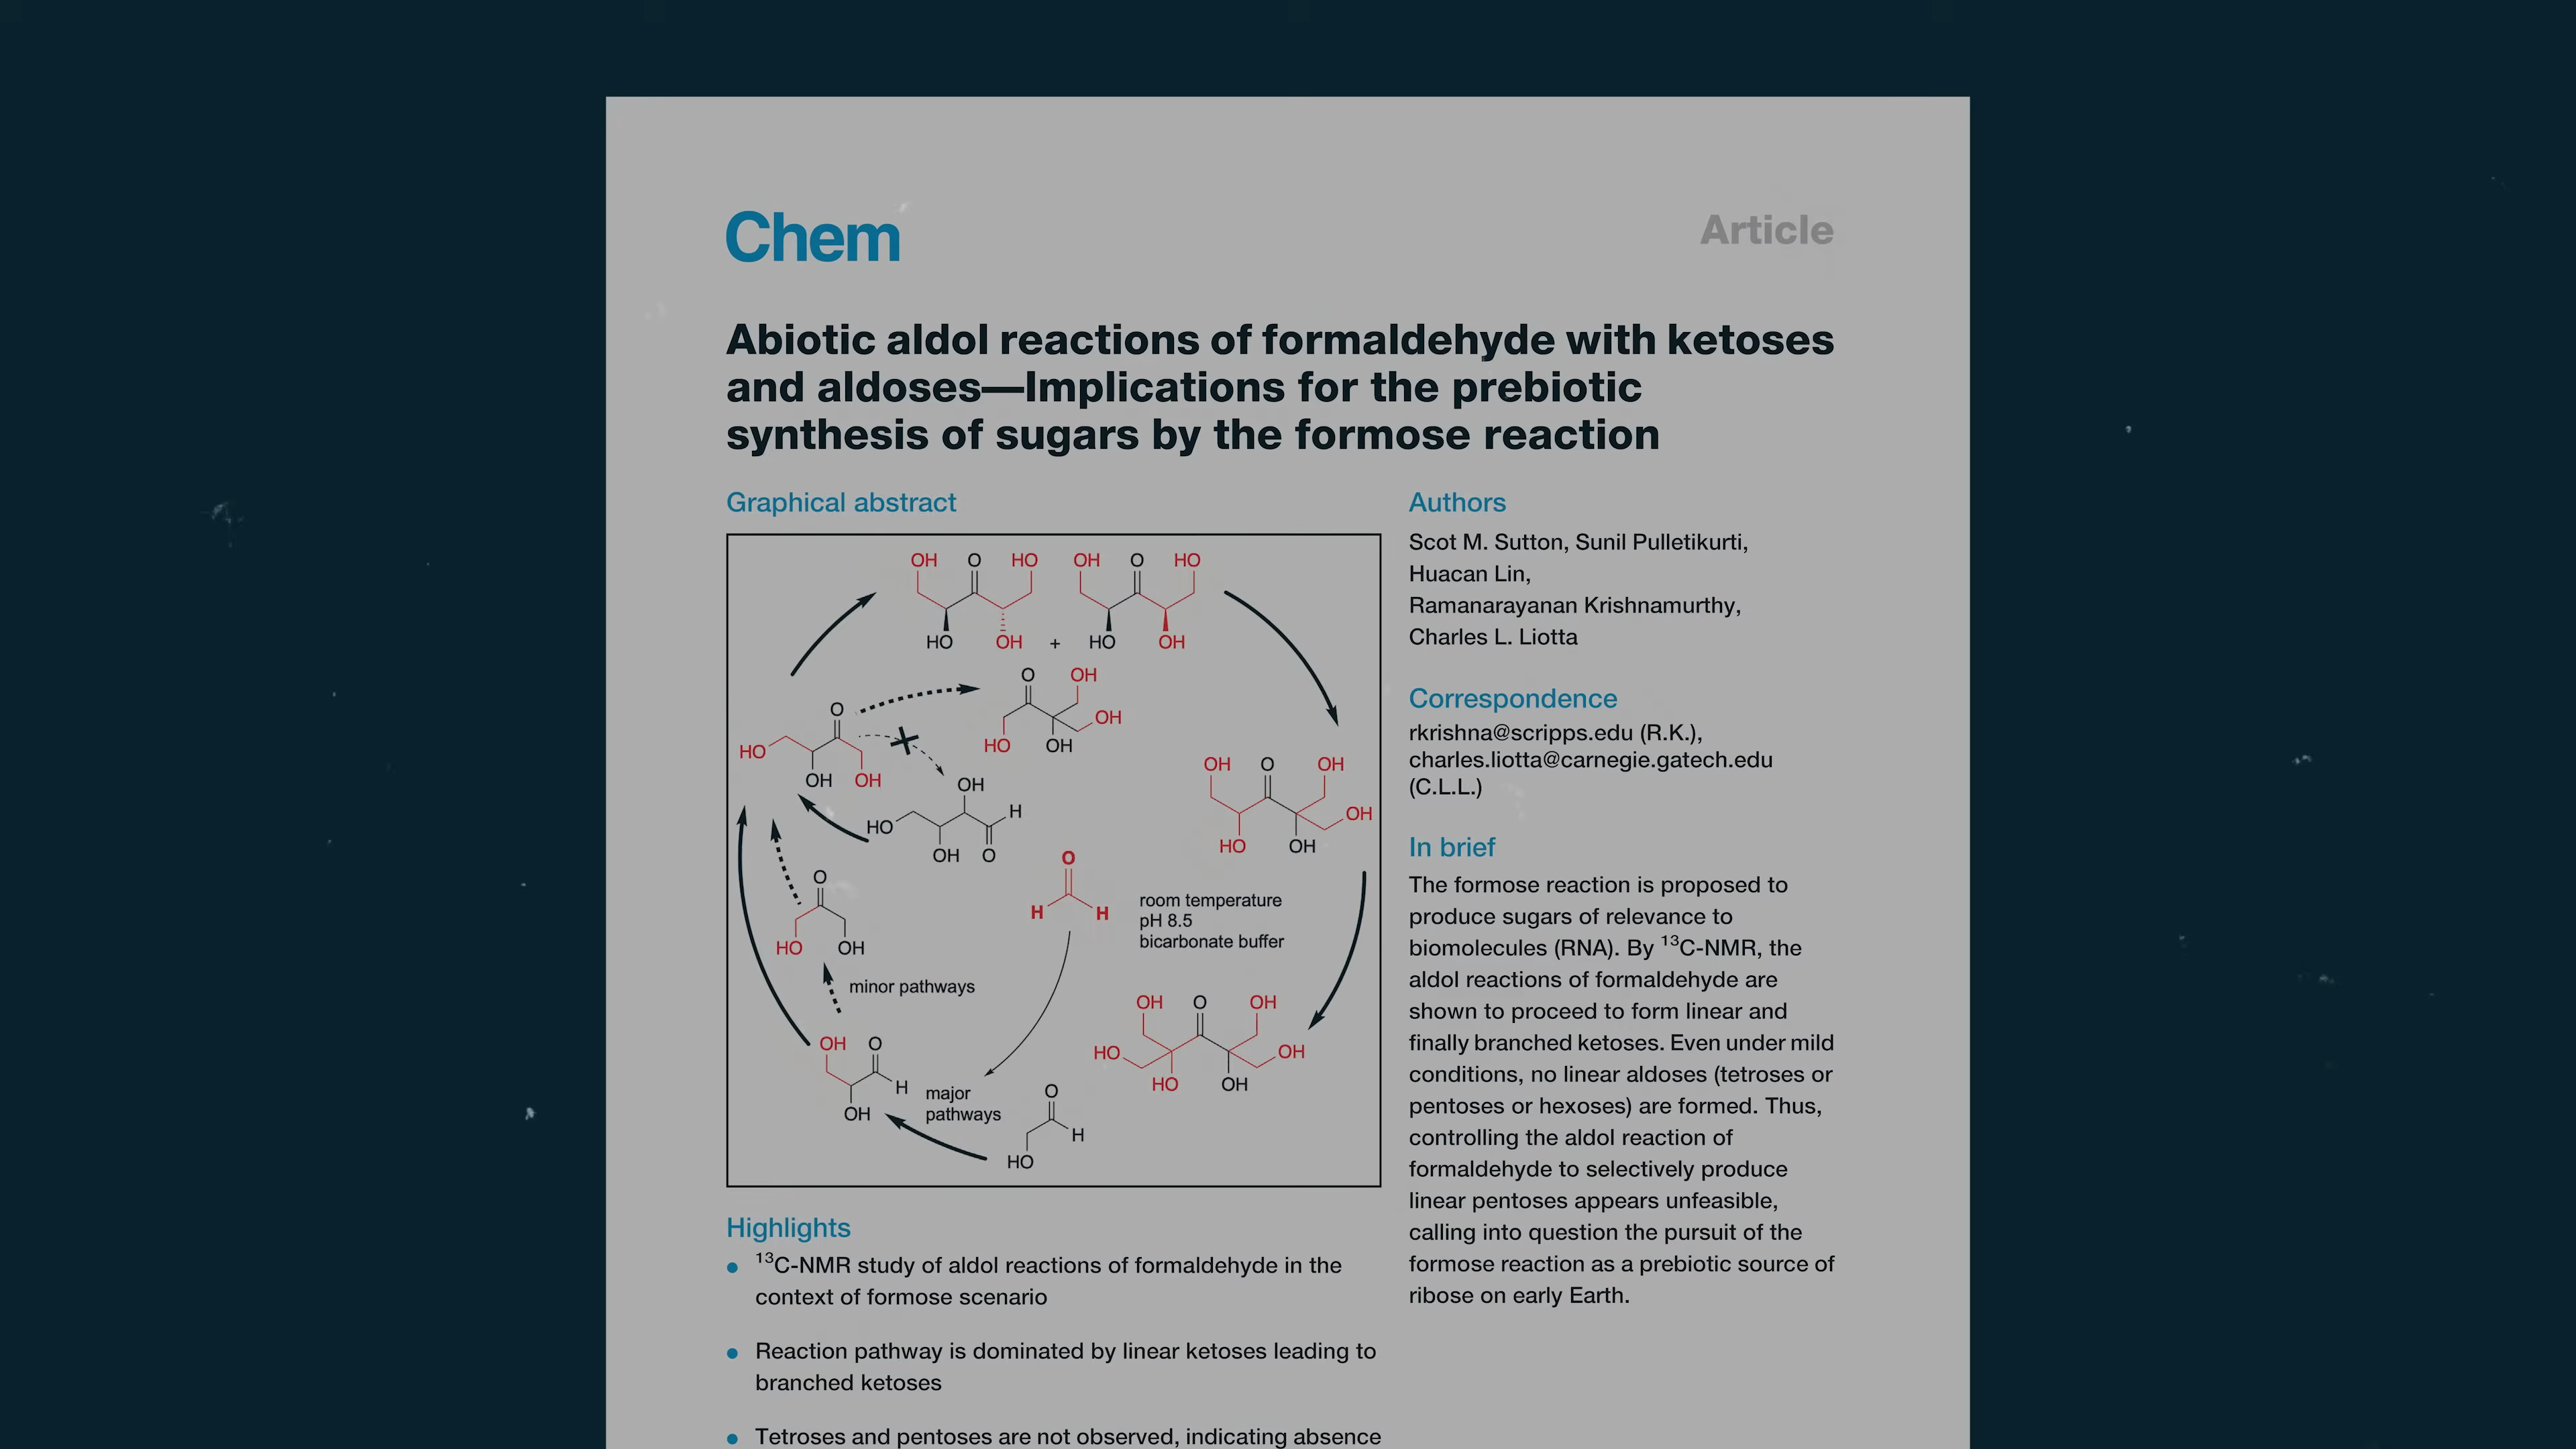 Chem
Article
Abiotic aldol reactions of formaldehyde with ketoses
and aldoses—Implications for the prebiotic
synthesis of sugars by the formose reaction
Graphical abstract
OH O HO OH O HO
HO OH + HO OH
O OH
OH
HO OH
O
HO
OH OH
OH
H
HO
OH O
OH O OH
OH
HO OH
O
HO OH
O
H H
room temperature
pH 8.5
bicarbonate buffer
minor pathways
OH O
H
OH
major
pathways
O
H
HO
OH O OH
HO OH
HO OH
Highlights
¹³C-NMR study of aldol reactions of formaldehyde in the
context of formose scenario
Reaction pathway is dominated by linear ketoses leading to
branched ketoses
Tetroses and pentoses are not observed, indicating absence
Authors
Scot M. Sutton, Sunil Pulletikurti,
Huacan Lin,
Ramanarayanan Krishnamurthy,
Charles L. Liotta
Correspondence
rkrishna@scripps.edu (R.K.),
charles.liotta@carnegie.gatech.edu
(C.L.L.)
In brief
The formose reaction is proposed to
produce sugars of relevance to
biomolecules (RNA). By ¹³C-NMR, the
aldol reactions of formaldehyde are
shown to proceed to form linear and
finally branched ketoses. Even under mild
conditions, no linear aldoses (tetroses or
pentoses or hexoses) are formed. Thus,
controlling the aldol reaction of
formaldehyde to selectively produce
linear pentoses appears unfeasible,
calling into question the pursuit of the
formose reaction as a prebiotic source of
ribose on early Earth.